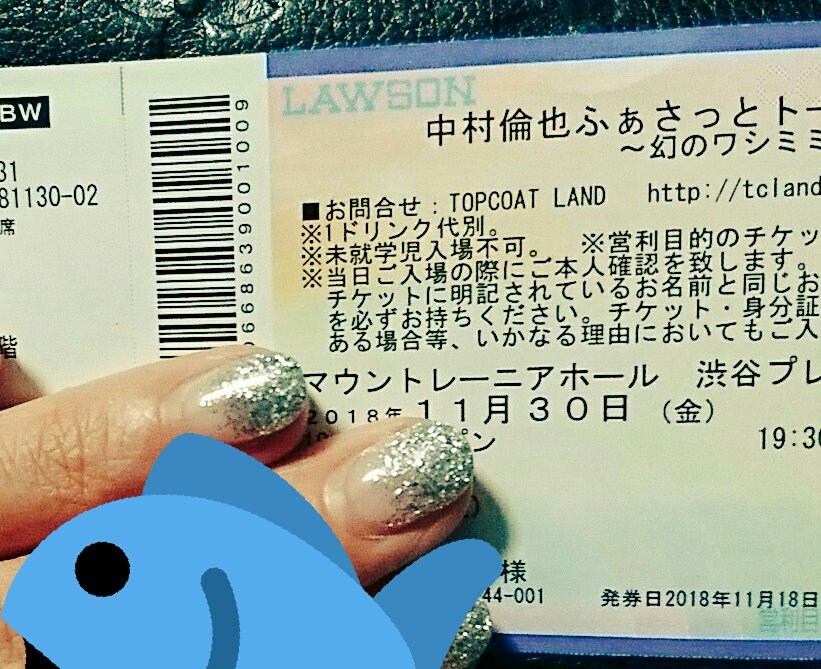 BW
31
81130-02
席
階
LAWSON
中村倫也ふぁさっとトー
～幻のワシミミ
■お問合せ：TOPCOAT LAND http://tcland
※1ドリンク代別。
※未就学児入場不可。 ※営利目的のチケッ
※当日ご入場の際にご本人確認を致します。
チケットに明記されているお名前と同じお
を必ずお持ちください。チケット・身分証
ある場合等、いかなる理由においてもご入
マウントレーニアホール 渋谷プレ
2018年11月30日（金）
プン 19:30
様
44-001 発券日2018年11月18日